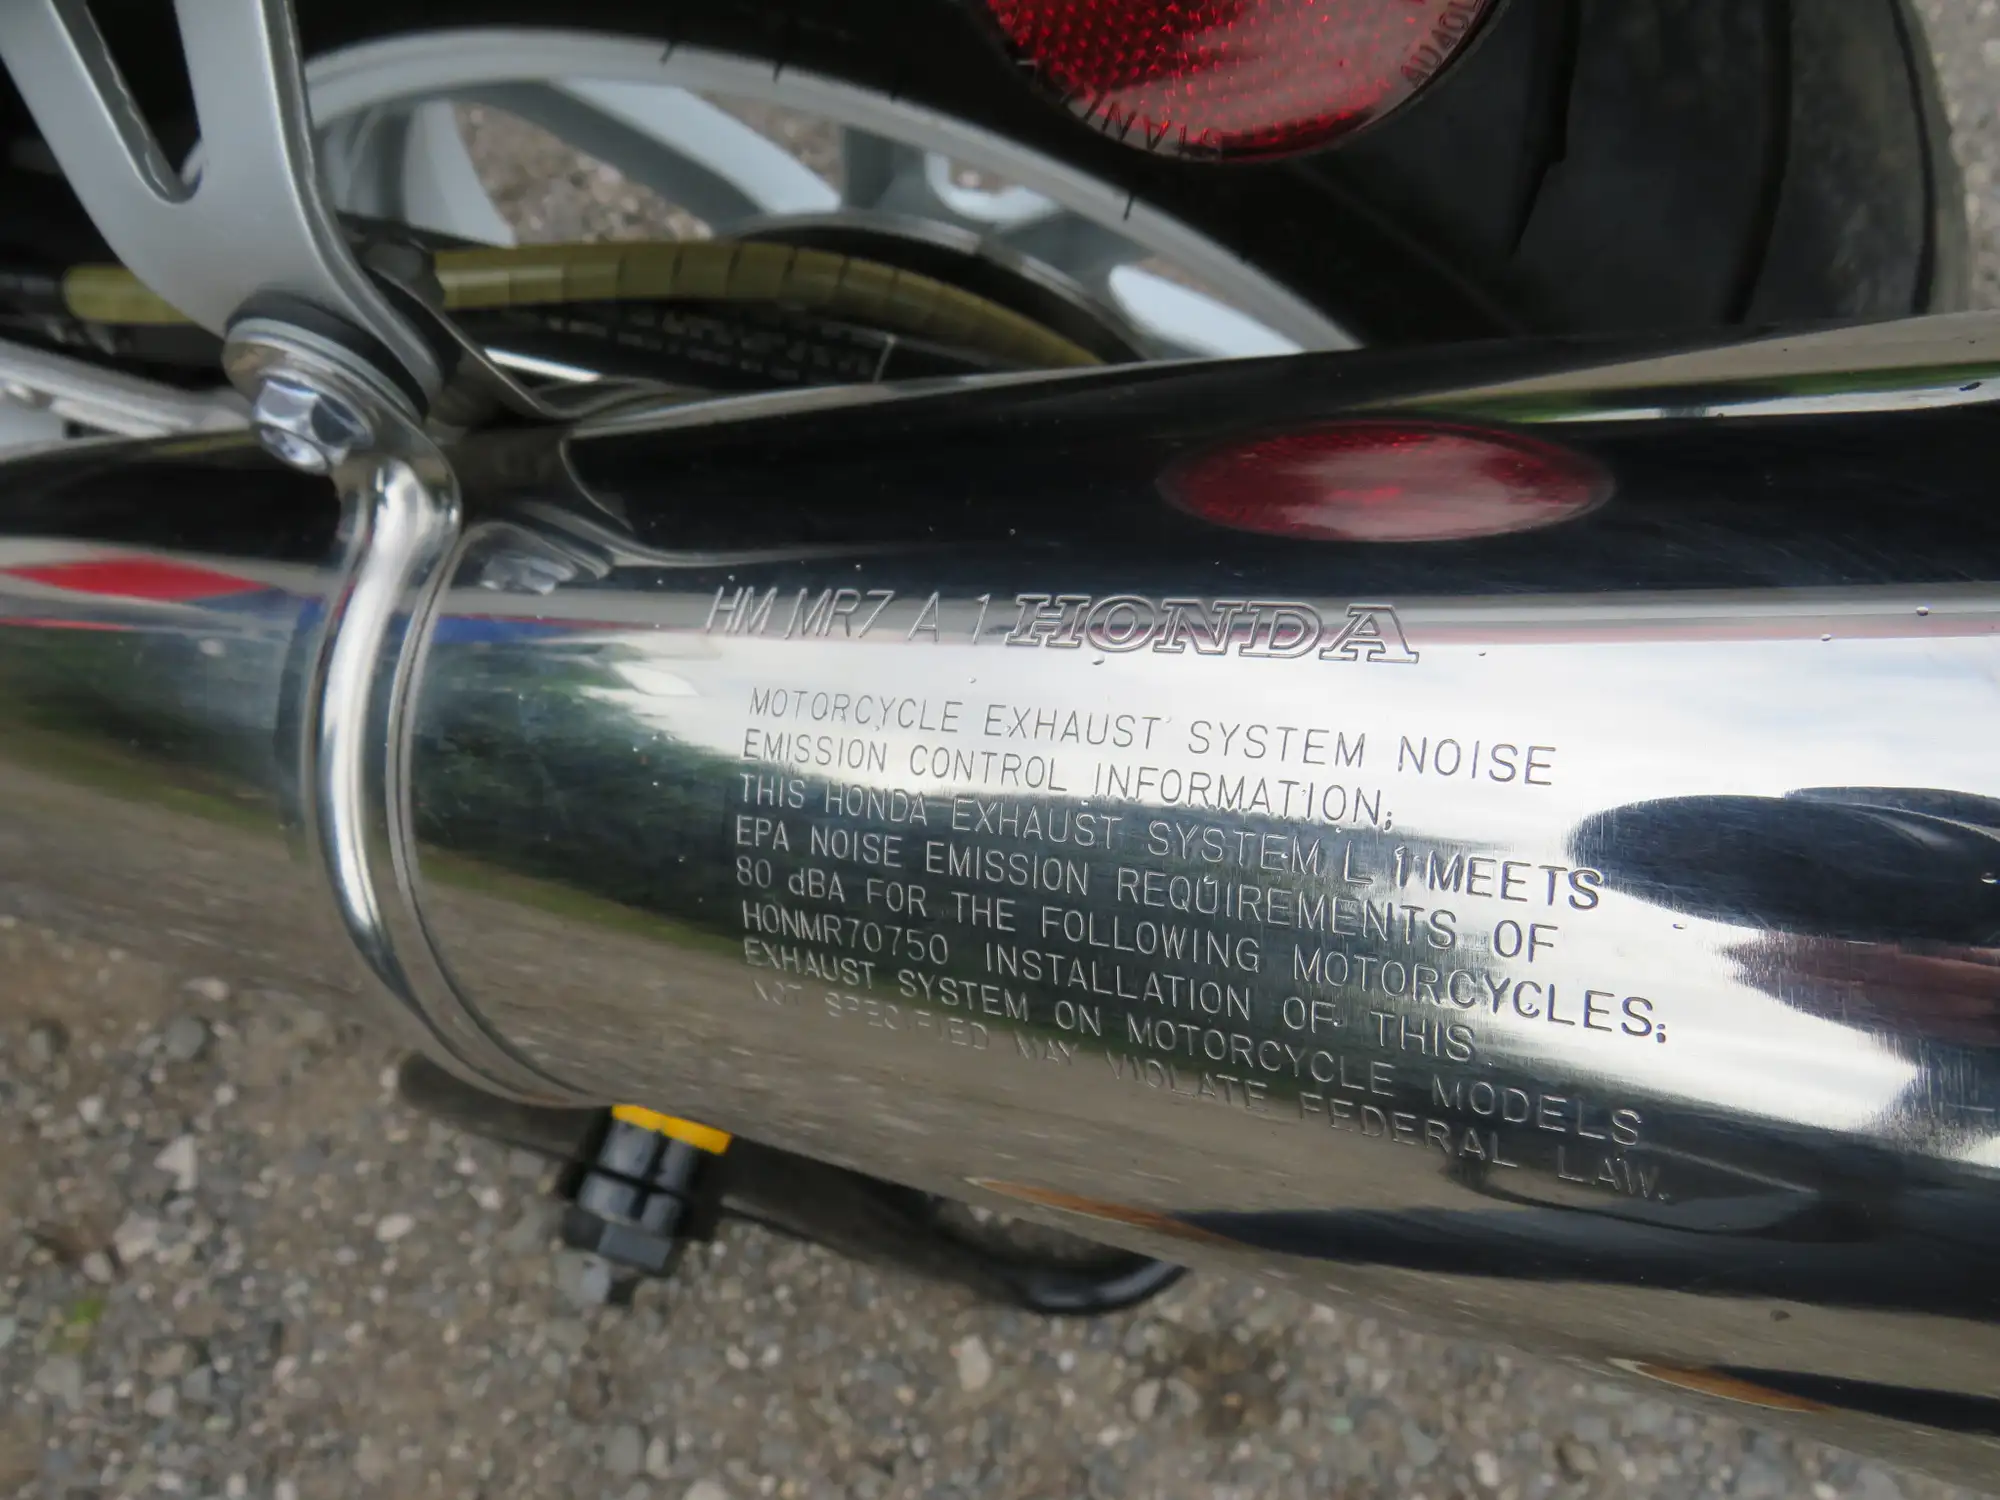 HM MR7 A 1 HONDA
MOTORCYCLE EXHAUST SYSTEM NOISE
EMISSION CONTROL INFORMATION;
THIS HONDA EXHAUST SYSTEM L 1 MEETS
EPA NOISE EMISSION REQUIREMENTS OF
80 dBA FOR THE FOLLOWING MOTORCYCLES;
HONMR70750 INSTALLATION OF THIS
EXHAUST SYSTEM ON MOTORCYCLE MODELS
NOT SPECIFIED MAY VIOLATE FEDERAL LAW.